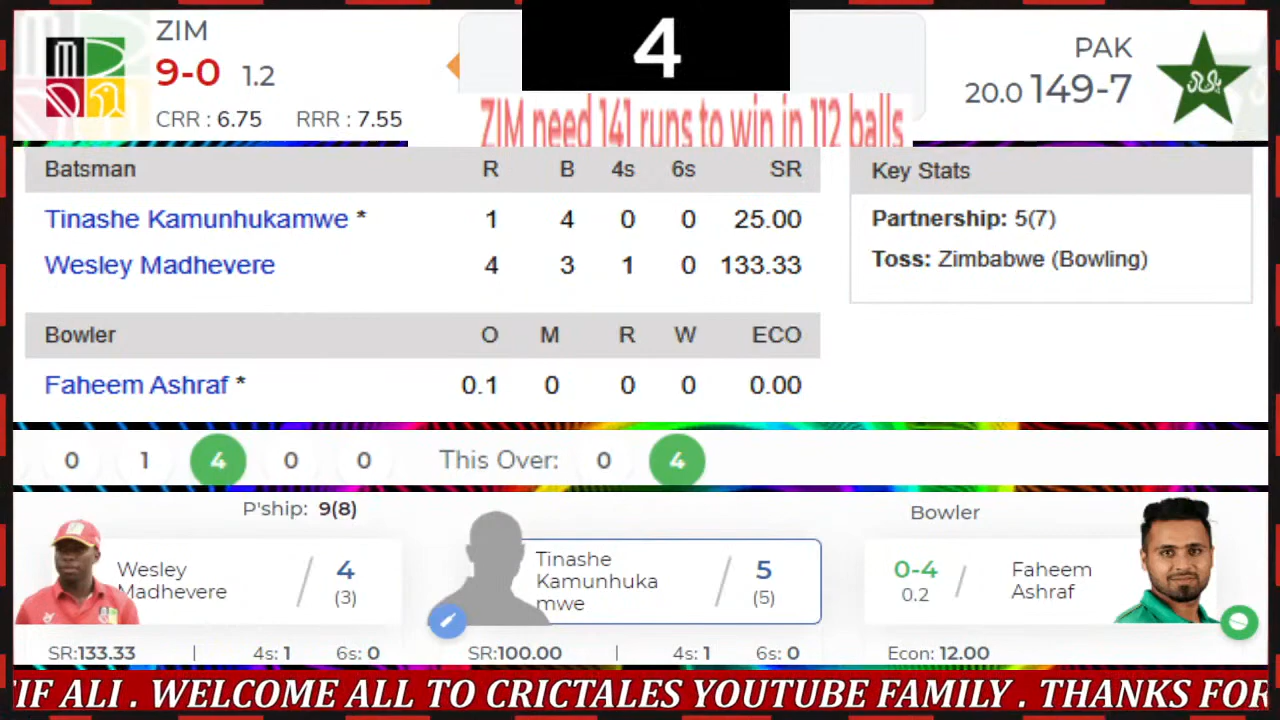 ZIM
9-0 1.2
CRR : 6.75 RRR : 7.55
4
ZIM need 141 runs to win in 112 balls
PAK
20.0 149-7
Batsman R B 4s 6s SR
Tinashe Kamunhukamwe * 1 4 0 0 25.00
Wesley Madhevere 4 3 1 0 133.33
Key Stats
Partnership: 5(7)
Toss: Zimbabwe (Bowling)
Bowler O M R W ECO
Faheem Ashraf * 0.1 0 0 0 0.00
0 1 4 0 0 This Over: 0 4
P'ship: 9(8)
Wesley
Madhevere
4
(3)
SR:133.33 | 4s: 1 6s: 0
Tinashe
Kamunhuka
mwe
5
(5)
SR:100.00 | 4s: 1 6s: 0
Bowler
0-4
0.2
Faheem
Ashraf
Econ: 12.00
IF ALI . WELCOME ALL TO CRICTALES YOUTUBE FAMILY . THANKS FOR